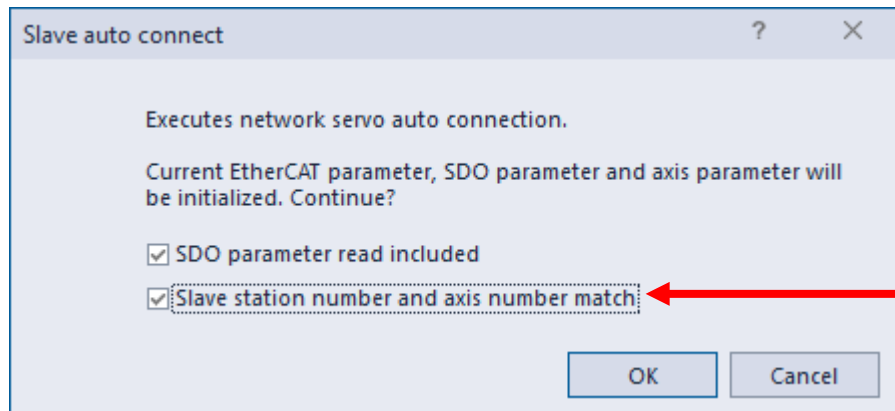 Slave auto connect ?
Executes network servo auto connection.
Current EtherCAT parameter, SDO parameter and axis parameter will
be initialized. Continue?
SDO parameter read included
Slave station number and axis number match
OK Cancel